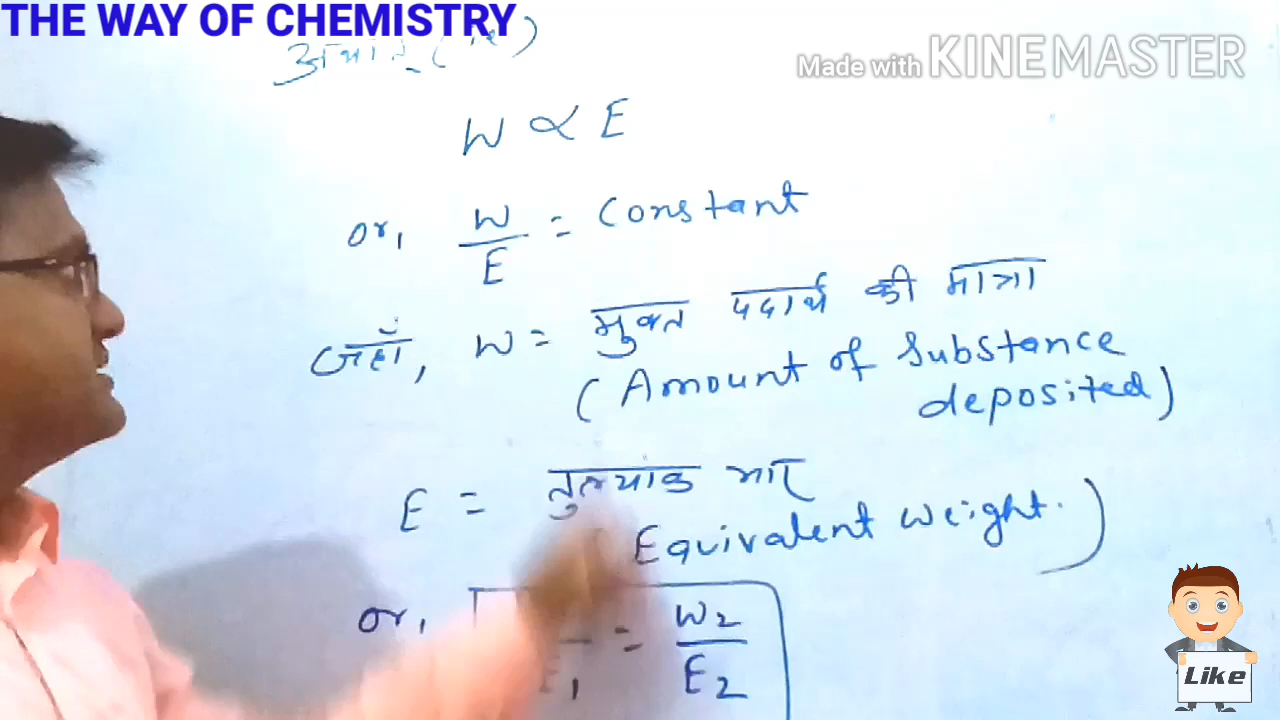 THE WAY OF CHEMISTRY
Made with KINEMASTER
W ∝ E
or, W/E = Constant
जहाँ, W = मुक्त पदार्थ की मात्रा
(Amount of Substance
deposited)
E = तुल्यांक भार
(Equivalent Weight.)
or, E₁ = W₂/E₂
Like